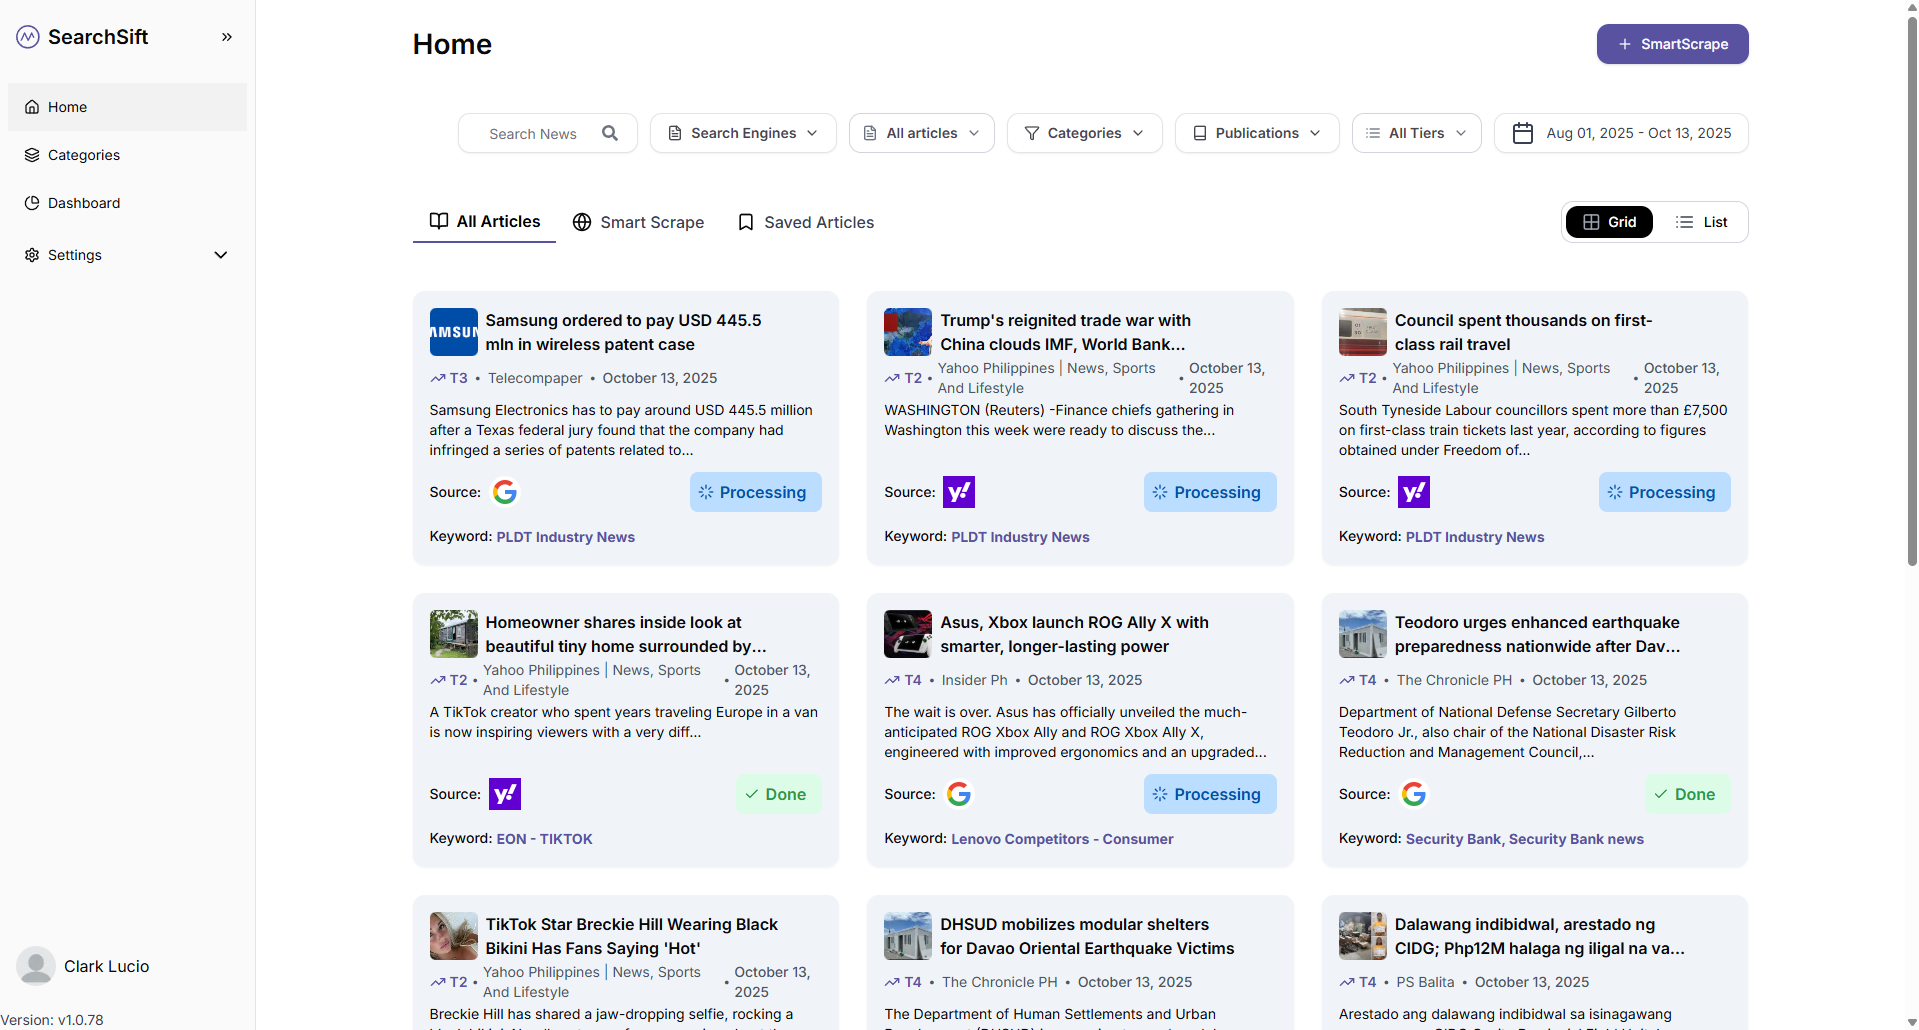 SearchSift
Home
Categories
Dashboard
Settings
Clark Lucio
Version: v1.0.78
Home
SmartScrape
Search News
Search Engines
All articles
Categories
Publications
All Tiers
Aug 01, 2025 - Oct 13, 2025
All Articles
Smart Scrape
Saved Articles
Grid
List
AMSUN
Samsung ordered to pay USD 445.5
mln in wireless patent case
T3 • Telecompaper • October 13, 2025
Samsung Electronics has to pay around USD 445.5 million
after a Texas federal jury found that the company had
infringed a series of patents related to...
Source:
Processing
Keyword: PLDT Industry News
Trump's reignited trade war with
China clouds IMF, World Bank...
T2 • Yahoo Philippines | News, Sports
And Lifestyle
• October 13,
2025
WASHINGTON (Reuters) -Finance chiefs gathering in
Washington this week were ready to discuss the...
Source: y!
Processing
Keyword: PLDT Industry News
Council spent thousands on first-
class rail travel
T2 • Yahoo Philippines | News, Sports
And Lifestyle
• October 13,
2025
South Tyneside Labour councillors spent more than £7,500
on first-class train tickets last year, according to figures
obtained under Freedom of...
Source: y!
Processing
Keyword: PLDT Industry News
Homeowner shares inside look at
beautiful tiny home surrounded by...
T2 • Yahoo Philippines | News, Sports
And Lifestyle
• October 13,
2025
A TikTok creator who spent years traveling Europe in a van
is now inspiring viewers with a very diff...
Source: y!
Done
Keyword: EON - TIKTOK
Asus, Xbox launch ROG Ally X with
smarter, longer-lasting power
T4 • Insider Ph • October 13, 2025
The wait is over. Asus has officially unveiled the much-
anticipated ROG Xbox Ally and ROG Xbox Ally X,
engineered with improved ergonomics and an upgraded...
Source: G
Processing
Keyword: Lenovo Competitors - Consumer
Teodoro urges enhanced earthquake
preparedness nationwide after Dav...
T4 • The Chronicle PH • October 13, 2025
Department of National Defense Secretary Gilberto
Teodoro Jr., also chair of the National Disaster Risk
Reduction and Management Council,...
Source: G
Done
Keyword: Security Bank, Security Bank news
TikTok Star Breckie Hill Wearing Black
Bikini Has Fans Saying 'Hot'
T2 • Yahoo Philippines | News, Sports
And Lifestyle
• October 13,
2025
Breckie Hill has shared a jaw-dropping selfie, rocking a
DHSUD mobilizes modular shelters
for Davao Oriental Earthquake Victims
T4 • The Chronicle PH • October 13, 2025
The Department of Human Settlements and Urban
Dalawang indibidwal, arestado ng
CIDG; Php12M halaga ng iligal na va...
T4 • PS Balita • October 13, 2025
Arestado ang dalawang indibidwal sa isinagawang